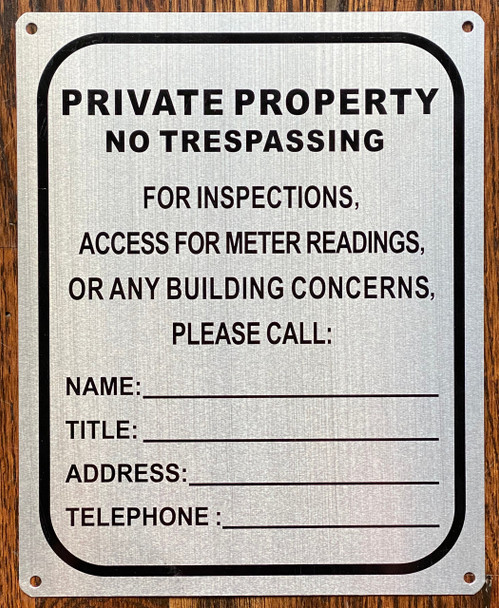 PRIVATE PROPERTY
NO TRESPASSING
FOR INSPECTIONS,
ACCESS FOR METER READINGS,
OR ANY BUILDING CONCERNS,
PLEASE CALL:
NAME:
TITLE:
ADDRESS:
TELEPHONE :